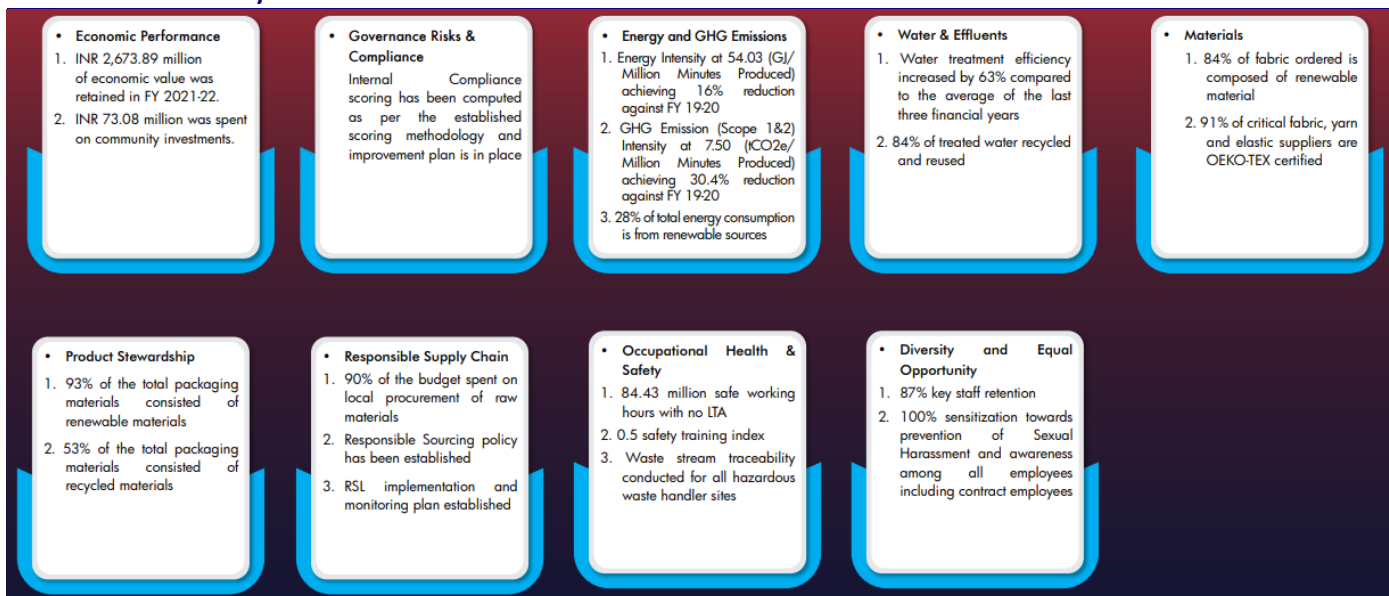 • Economic Performance
1. INR 2,673.89 million
of economic value was
retained in FY 2021-22.
2. INR 73.08 million was spent
on community investments.
• Governance Risks &
Compliance
Internal Compliance
scoring has been computed
as per the established
scoring methodology and
improvement plan is in place
• Energy and GHG Emissions
1. Energy Intensity at 54.03 (GJ/
Million Minutes Produced)
achieving 16% reduction
against FY 19-20
2. GHG Emission (Scope 1&2)
Intensity at 7.50 (tCO2e/
Million Minutes Produced)
achieving 30.4% reduction
against FY 19-20
3. 28% of total energy consumption
is from renewable sources
• Water & Effluents
1. Water treatment efficiency
increased by 63% compared
to the average of the last
three financial years
2. 84% of treated water recycled
and reused
• Materials
1. 84% of fabric ordered is
composed of renewable
material
2. 91% of critical fabric, yarn
and elastic suppliers are
OEKO-TEX certified
• Product Stewardship
1. 93% of the total packaging
materials consisted of
renewable materials
2. 53% of the total packaging
materials consisted of
recycled materials
• Responsible Supply Chain
1. 90% of the budget spent on
local procurement of raw
materials
2. Responsible Sourcing policy
has been established
3. RSL implementation and
monitoring plan established
• Occupational Health &
Safety
1. 84.43 million safe working
hours with no LTA
2. 0.5 safety training index
3. Waste stream traceability
conducted for all hazardous
waste handler sites
• Diversity and Equal
Opportunity
1. 87% key staff retention
2. 100% sensitization towards
prevention of Sexual
Harassment and awareness
among all employees
including contract employees